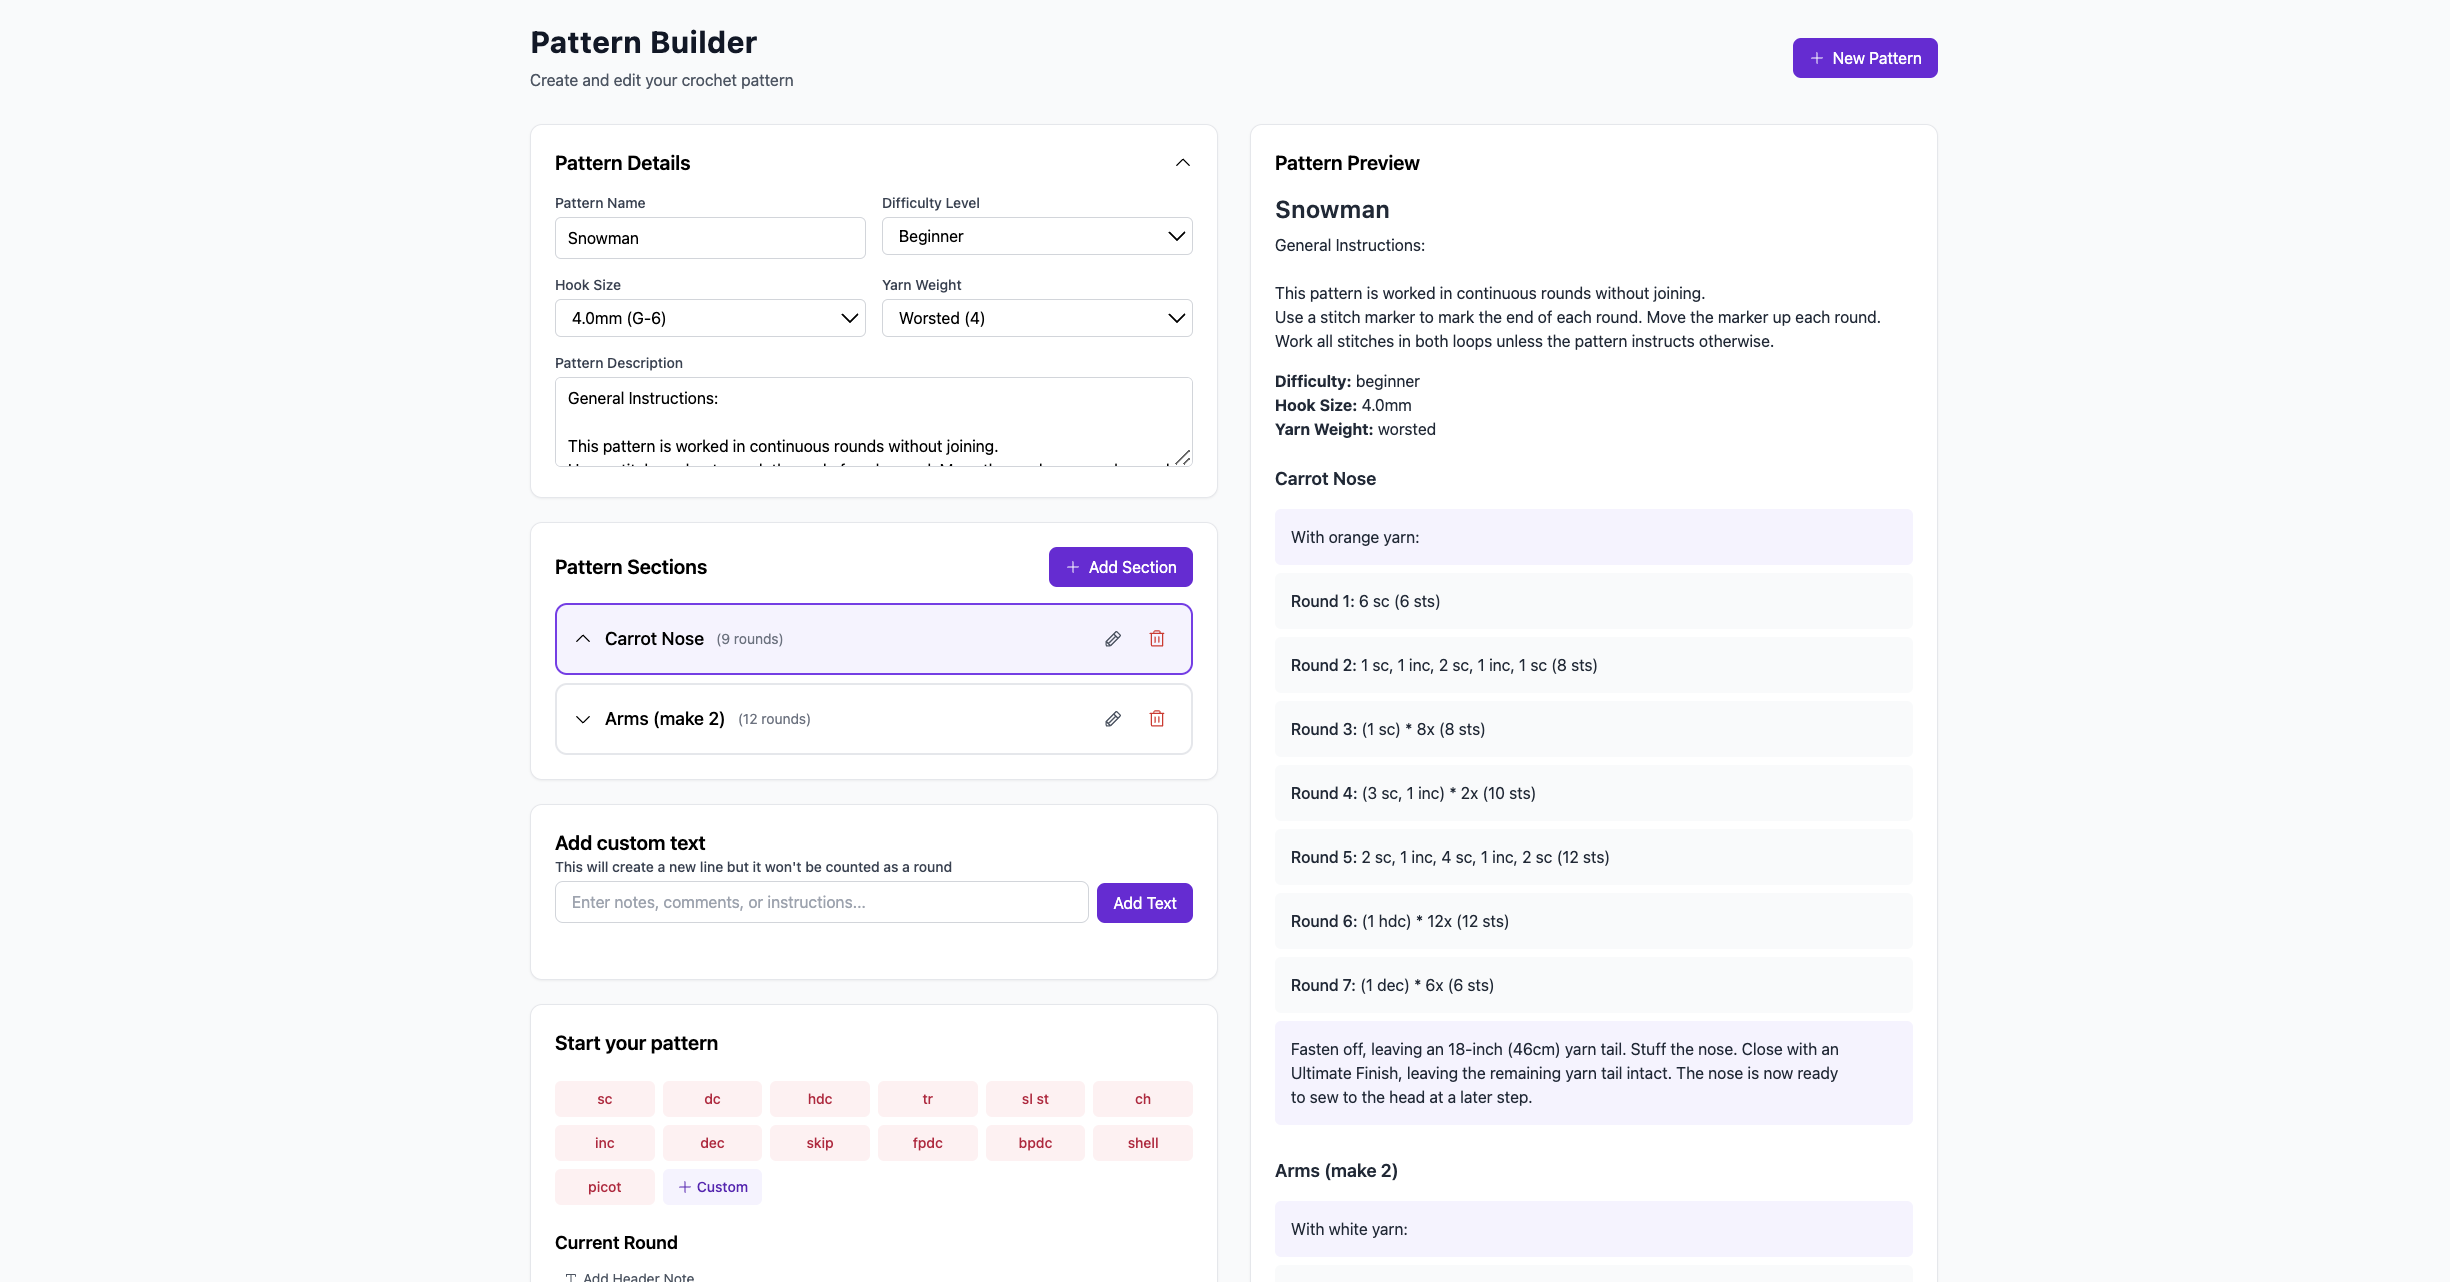 Pattern Builder
Create and edit your crochet pattern
New Pattern
Pattern Details
Pattern Name
Difficulty Level
Snowman
Beginner
Hook Size
Yarn Weight
4.0mm (G-6)
Worsted (4)
Pattern Description
General Instructions:
This pattern is worked in continuous rounds without joining.
Pattern Sections
Add Section
Carrot Nose (9 rounds)
Arms (make 2) (12 rounds)
Add custom text
This will create a new line but it won't be counted as a round
Enter notes, comments, or instructions...
Add Text
Start your pattern
sc dc hdc tr sl st ch
inc dec skip fpdc bpdc shell
picot Custom
Current Round
Add Header Note
Pattern Preview
Snowman
General Instructions:
This pattern is worked in continuous rounds without joining.
Use a stitch marker to mark the end of each round. Move the marker up each round.
Work all stitches in both loops unless the pattern instructs otherwise.
Difficulty: beginner
Hook Size: 4.0mm
Yarn Weight: worsted
Carrot Nose
With orange yarn:
Round 1: 6 sc (6 sts)
Round 2: 1 sc, 1 inc, 2 sc, 1 inc, 1 sc (8 sts)
Round 3: (1 sc) * 8x (8 sts)
Round 4: (3 sc, 1 inc) * 2x (10 sts)
Round 5: 2 sc, 1 inc, 4 sc, 1 inc, 2 sc (12 sts)
Round 6: (1 hdc) * 12x (12 sts)
Round 7: (1 dec) * 6x (6 sts)
Fasten off, leaving an 18-inch (46cm) yarn tail. Stuff the nose. Close with an
Ultimate Finish, leaving the remaining yarn tail intact. The nose is now ready
to sew to the head at a later step.
Arms (make 2)
With white yarn: